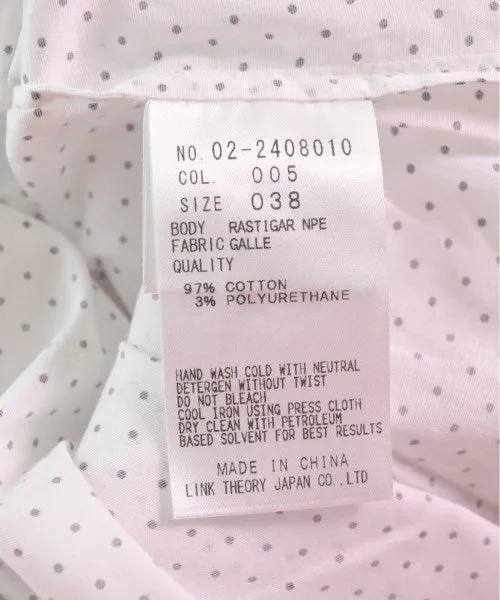 NO. 02-2408010
COL. 005
SIZE 038
BODY RASTIGAR NPE
FABRIC GALLE
QUALITY
97% COTTON
3% POLYURETHANE
HAND WASH COLD WITH NEUTRAL
DETERGEN WITHOUT TWIST
DO NOT BLEACH
COOL IRON USING PRESS CLOTH
DRY CLEAN WITH PETROLEUM
BASED SOLVENT FOR BEST RESULTS
MADE IN CHINA
LINK THEORY JAPAN CO.,LTD